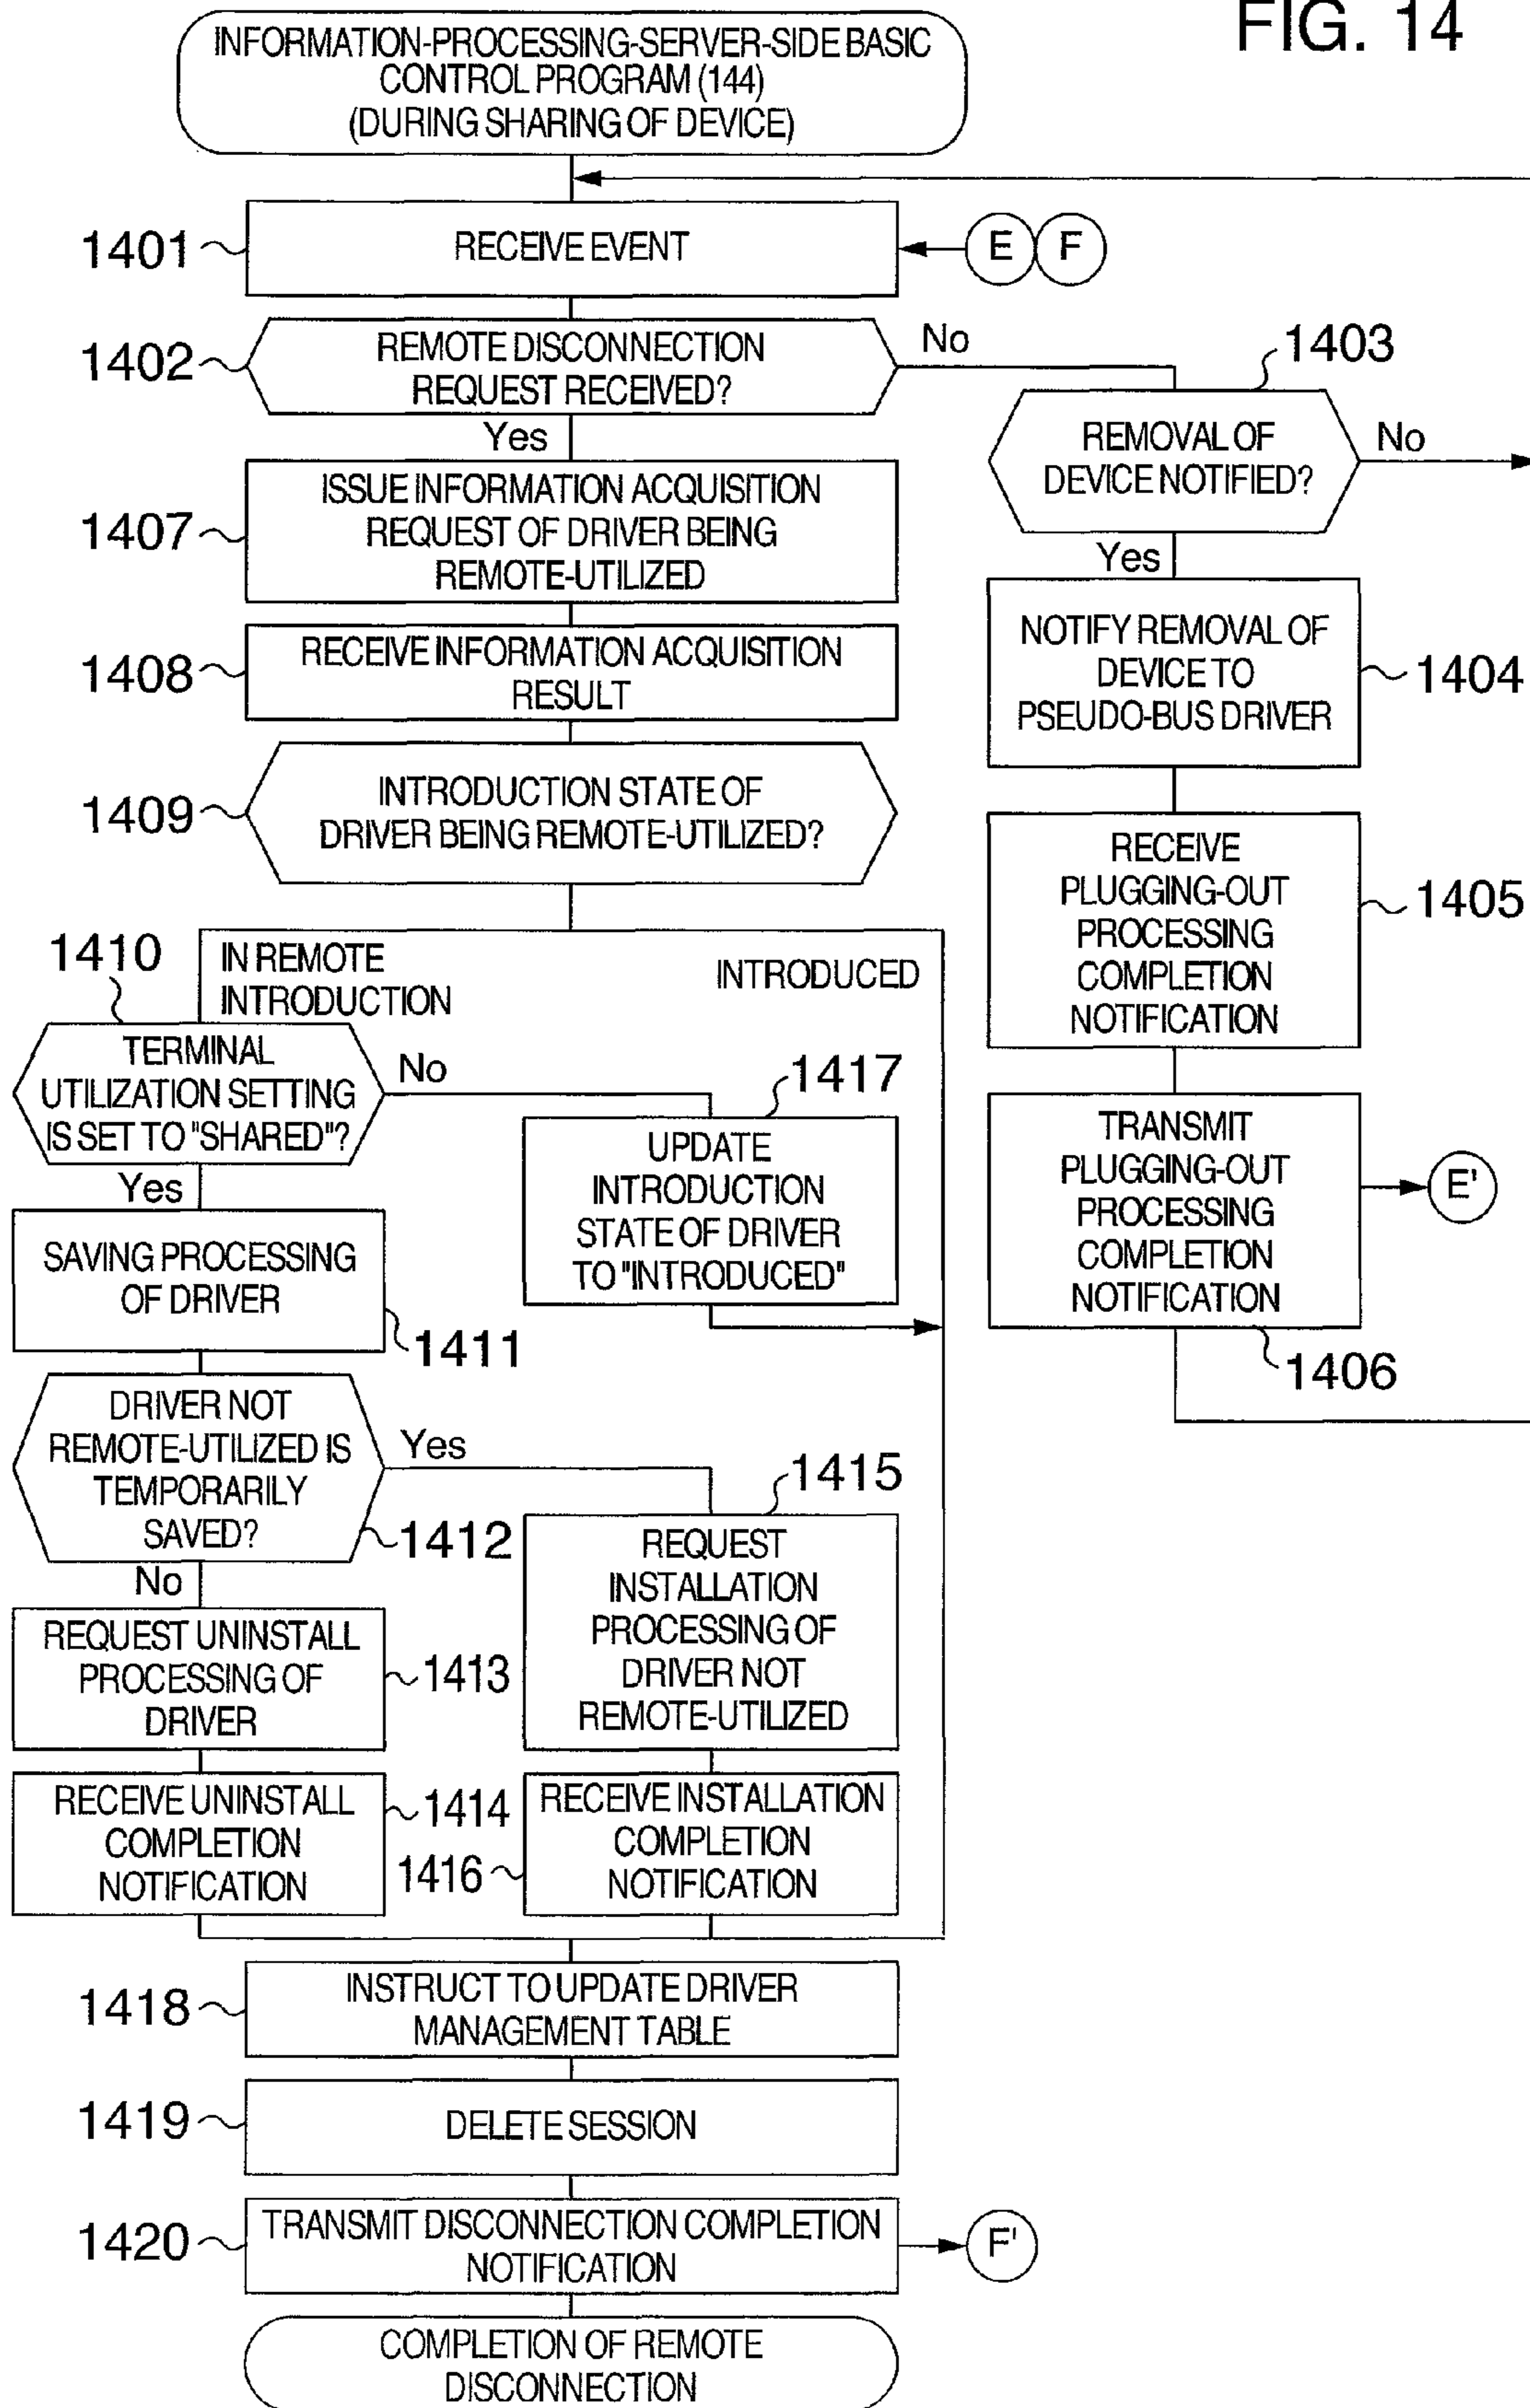 FIG. 14
INFORMATION-PROCESSING-SERVER-SIDE BASIC
CONTROL PROGRAM (144)
(DURING SHARING OF DEVICE)
1401
RECEIVE EVENT
E
F
1402
REMOTE DISCONNECTION
REQUEST RECEIVED?
No
Yes
1403
REMOVAL OF
DEVICE NOTIFIED?
No
Yes
NOTIFY REMOVAL OF
DEVICE TO
PSEUDO-BUS DRIVER
1404
RECEIVE
PLUGGING-OUT
PROCESSING
COMPLETION
NOTIFICATION
1405
TRANSMIT
PLUGGING-OUT
PROCESSING
COMPLETION
NOTIFICATION
E'
1406
1407
ISSUE INFORMATION ACQUISITION
REQUEST OF DRIVER BEING
REMOTE-UTILIZED
1408
RECEIVE INFORMATION ACQUISITION
RESULT
1409
INTRODUCTION STATE OF
DRIVER BEING REMOTE-UTILIZED?
IN REMOTE
INTRODUCTION
INTRODUCED
1410
TERMINAL
UTILIZATION SETTING
IS SET TO "SHARED"?
No
Yes
1417
UPDATE
INTRODUCTION
STATE OF DRIVER
TO "INTRODUCED"
SAVING PROCESSING
OF DRIVER
1411
DRIVER NOT
REMOTE-UTILIZED IS
TEMPORARILY
SAVED?
1412
Yes
No
1415
REQUEST
INSTALLATION
PROCESSING OF
DRIVER NOT
REMOTE-UTILIZED
REQUEST UNINSTALL
PROCESSING OF
DRIVER
1413
RECEIVE UNINSTALL
COMPLETION
NOTIFICATION
1414
1416
RECEIVE INSTALLATION
COMPLETION
NOTIFICATION
1418
INSTRUCT TO UPDATE DRIVER
MANAGEMENT TABLE
1419
DELETE SESSION
1420
TRANSMIT DISCONNECTION COMPLETION
NOTIFICATION
F'
COMPLETION OF REMOTE
DISCONNECTION